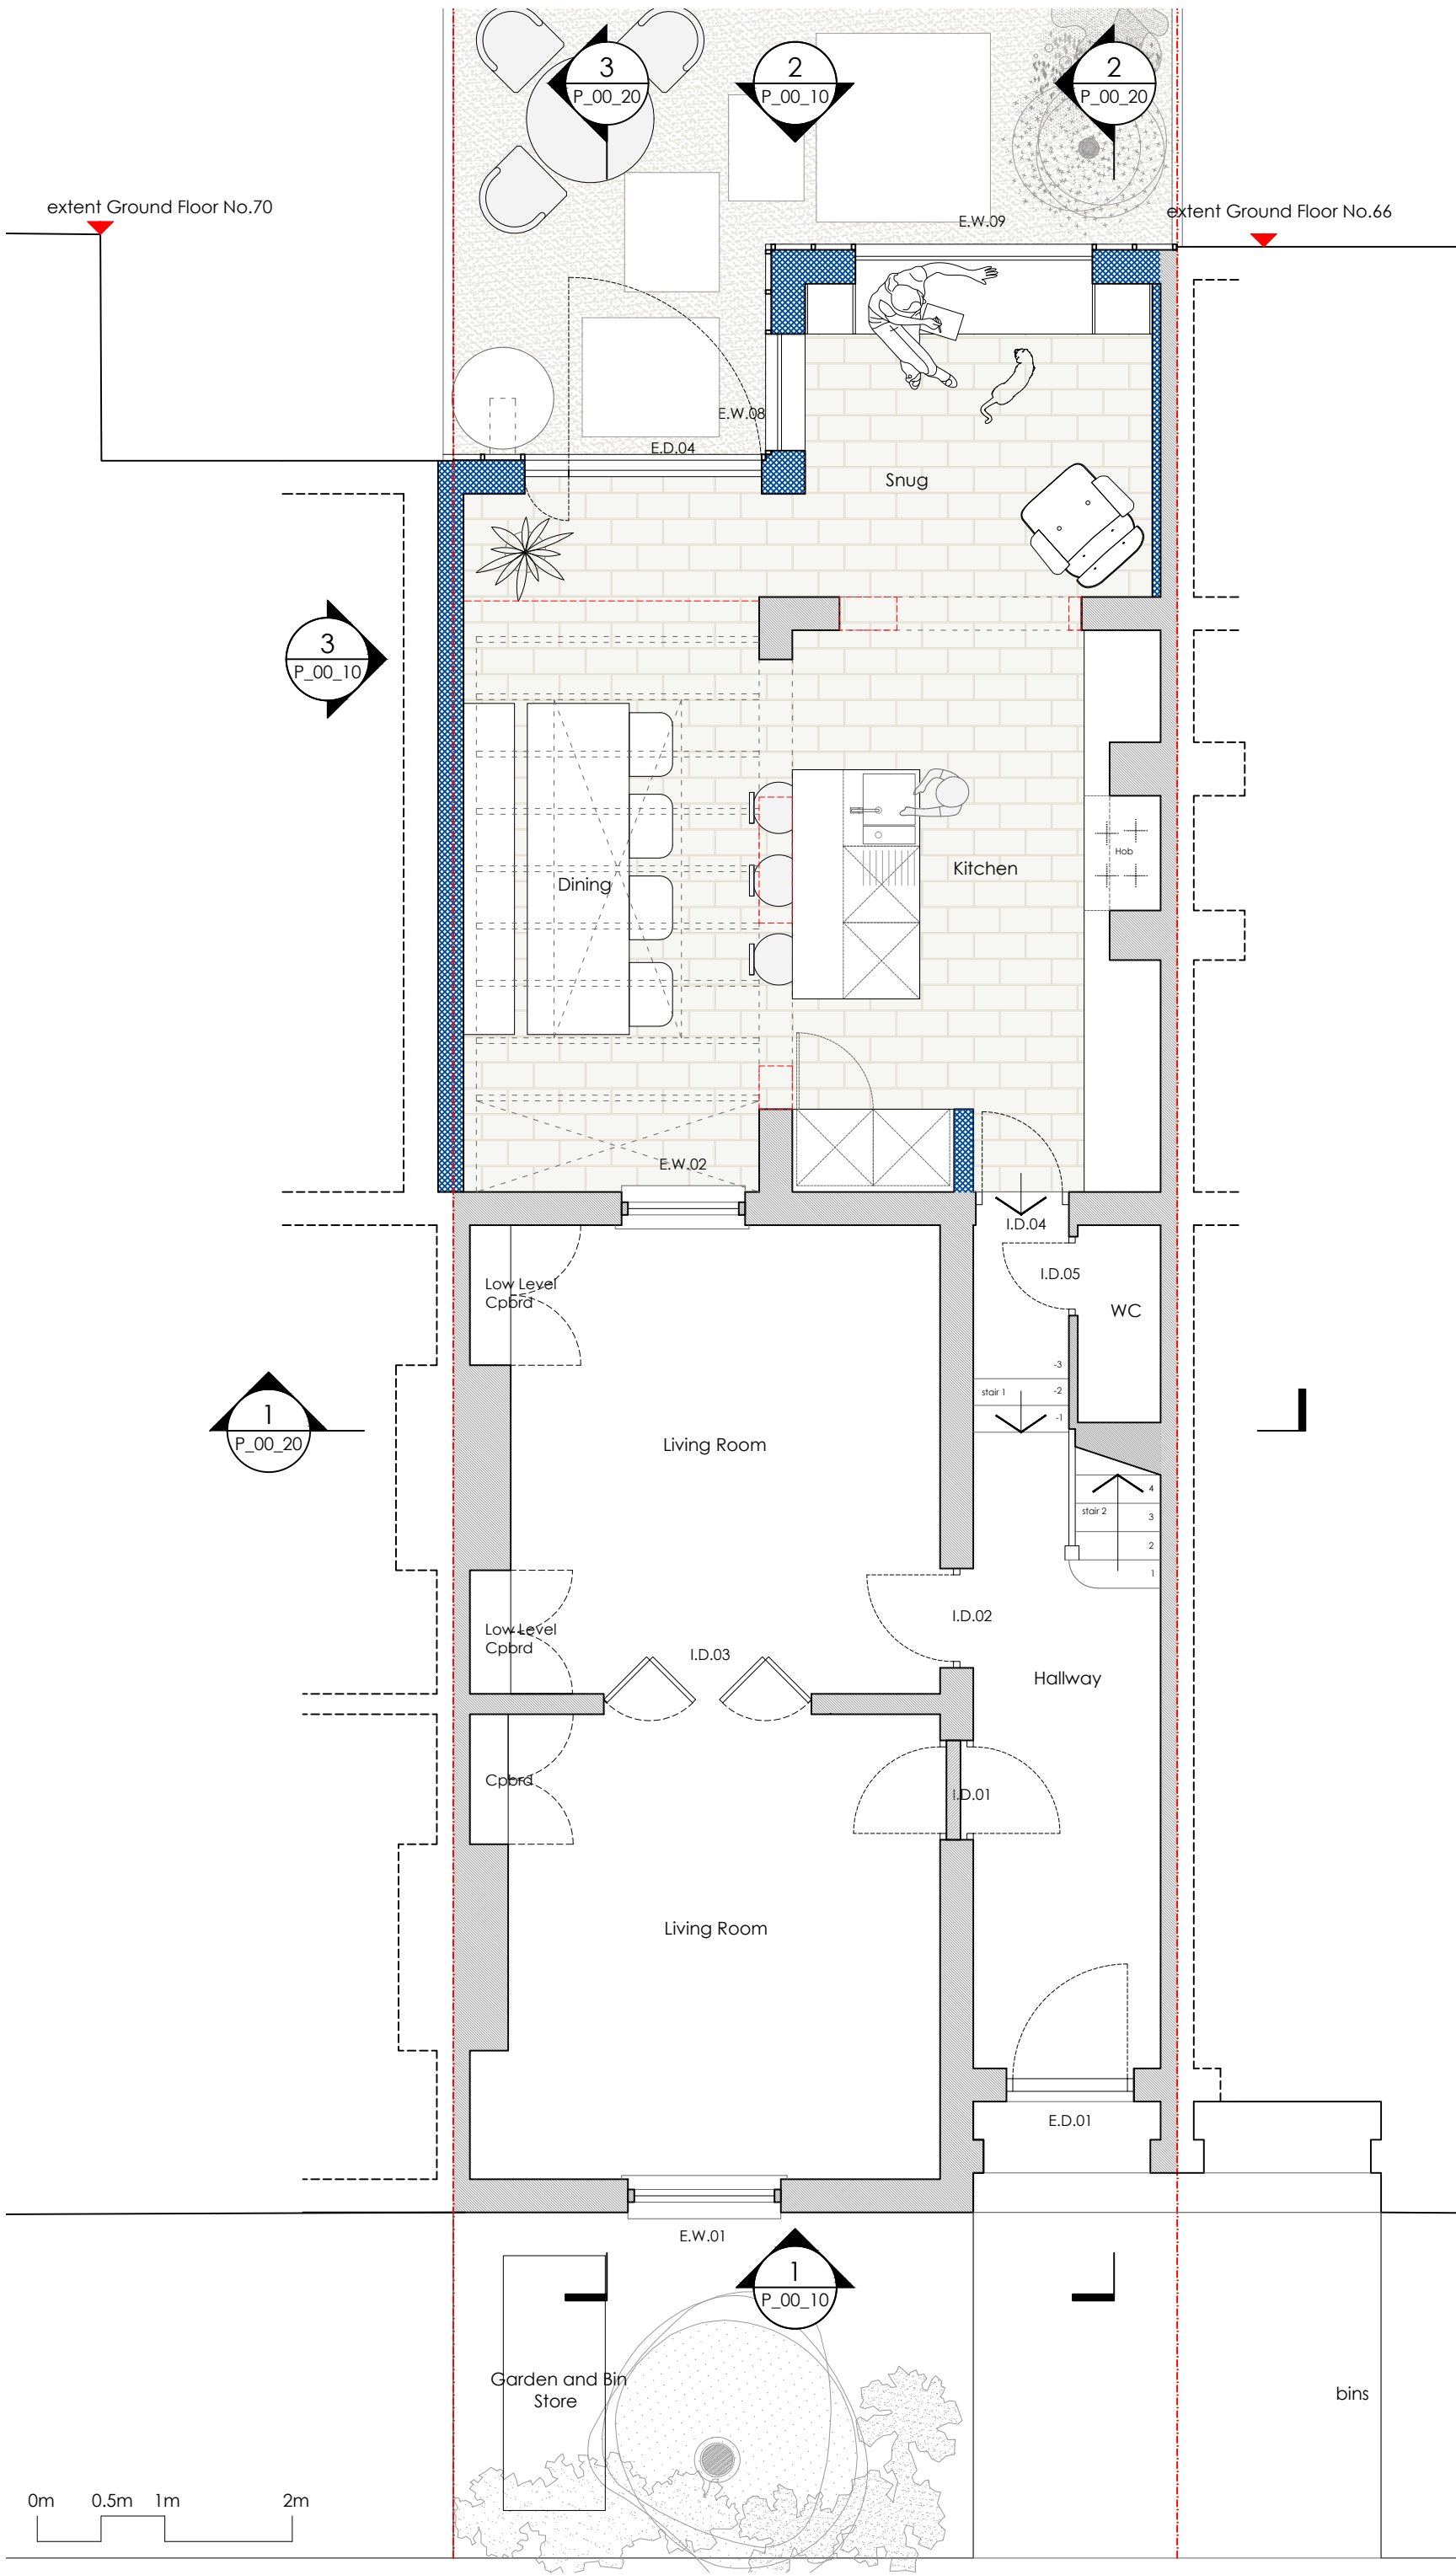 3
P_00_20
2
P_00_10
2
P_00_20
extent Ground Floor No.70
extent Ground Floor No.66
E.W.09
E.W.08
E.D.04
Snug
3
P_00_10
Hob
Kitchen
Dining
E.W.02
I.D.04
I.D.05
Low Level
Cpbrd
WC
-3
stair 1
-2
-1
1
P_00_20
Living Room
4
stair 2
3
2
1
I.D.02
Low Level
Cpbrd
I.D.03
Hallway
Cpbrd
I.D.01
Living Room
E.D.01
E.W.01
1
P_00_10
Garden and Bin
Store
bins
0m 0.5m 1m 2m